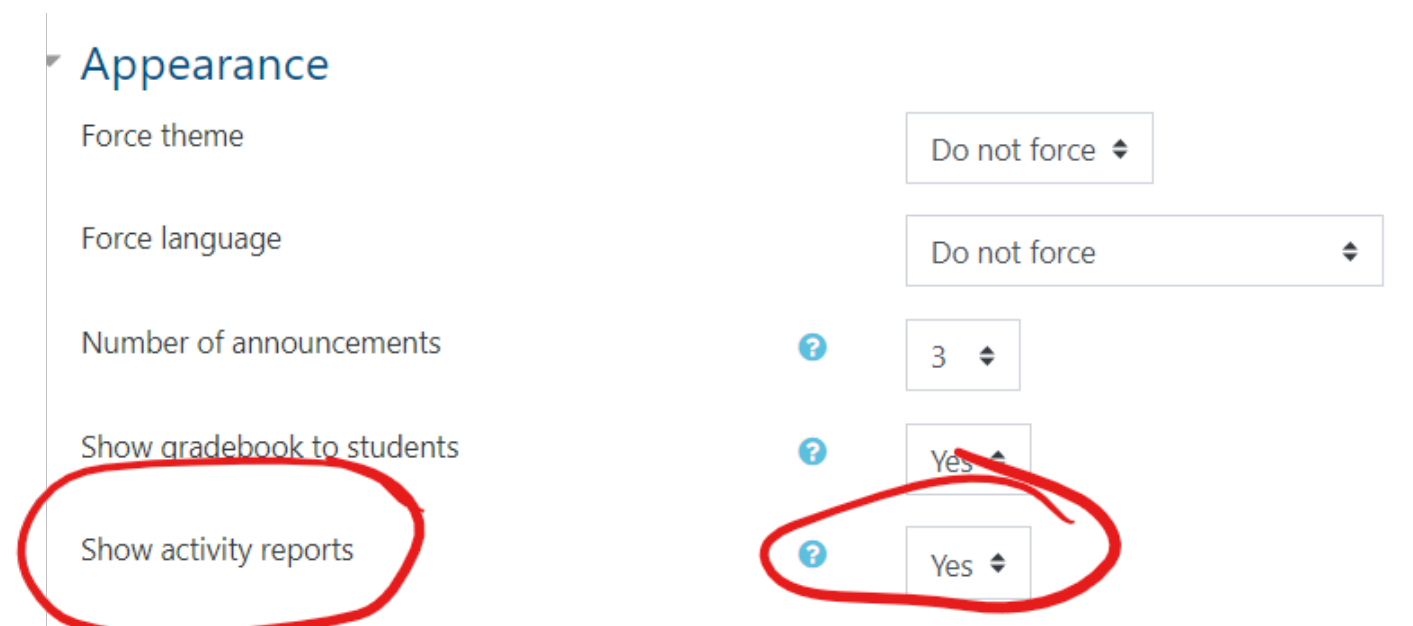 Appearance
Force theme
Do not force
Force language
Do not force
Number of announcements
? 3
Show gradebook to students
? Yes
Show activity reports
? Yes